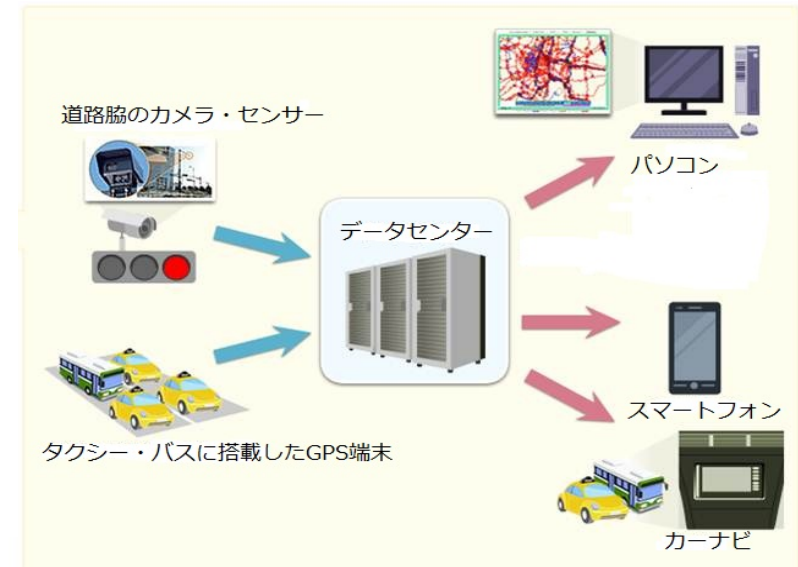 道路脇のカメラ・センサー
パソコン
データセンター
スマートフォン
タクシー・バスに搭載したGPS端末
カーナビ